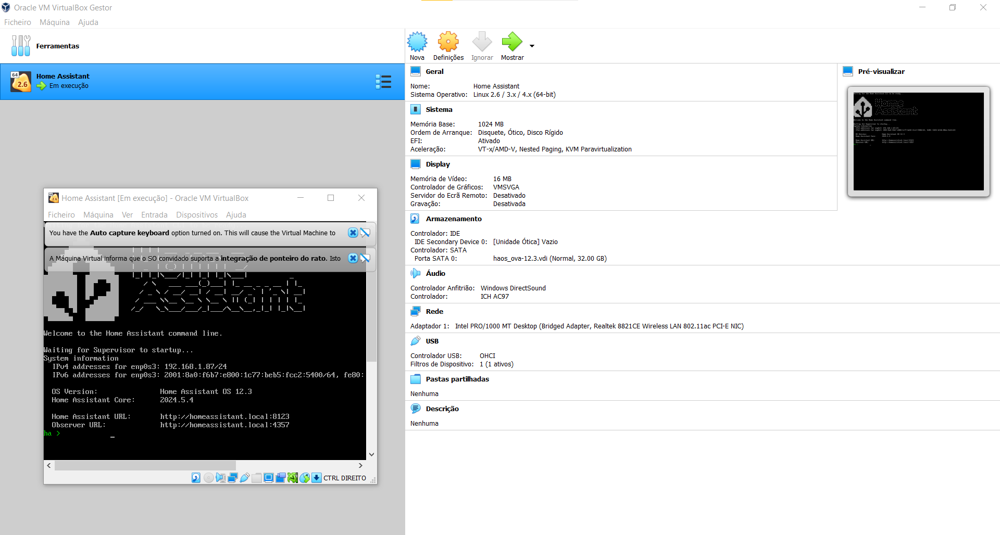 Oracle VM VirtualBox Gestor
Ficheiro Máquina Ajuda
Ferramentas
64
2.6
Home Assistant
Em execução
Nova Definições Ignorar Mostrar
Geral
Nome: Home Assistant
Sistema Operativo: Linux 2.6 / 3.x / 4.x (64-bit)
Sistema
Memória Base: 1024 MB
Ordem de Arranque: Disquete, Ótico, Disco Rígido
EFI: Ativado
Aceleração: VT-x/AMD-V, Nested Paging, KVM Paravirtualization
Display
Memória de Vídeo: 16 MB
Controlador de Gráficos: VMSVGA
Servidor do Ecrã Remoto: Desativado
Gravação: Desativada
Armazenamento
Controlador: IDE
IDE Secondary Device 0: [Unidade Ótica] Vazio
Controlador: SATA
Porta SATA 0: haos_ova-12.3.vdi (Normal, 32.00 GB)
Áudio
Controlador Anfitrião: Windows DirectSound
Controlador: ICH AC97
Rede
Adaptador 1: Intel PRO/1000 MT Desktop (Bridged Adapter, Realtek 8821CE Wireless LAN 802.11ac PCI-E NIC)
USB
Controlador USB: OHCI
Filtros de Dispositivo: 1 (1 ativos)
Pastas partilhadas
Nenhuma
Descrição
Nenhuma
Pré-visualizar
Home
Assistant
Home Assistant [Em execução] - Oracle VM VirtualBox
Ficheiro Máquina Ver Entrada Dispositivos Ajuda
You have the Auto capture keyboard option turned on. This will cause the Virtual Machine to
A Máquina Virtual informa que o SO convidado suporta a integração de ponteiro do rato. Isto
Home
Assistant
Welcome to the Home Assistant command line.
Waiting for Supervisor to startup...
System information
IPv4 addresses for enp0s3: 192.168.1.87/24
IPv6 addresses for enp0s3: 2001:8a0:f6b7:e800:1c77:beb5:fcc2:5400/64, fe80:
OS Version: Home Assistant OS 12.3
Home Assistant Core: 2024.5.4
Home Assistant URL: http://homeassistant.local:8123
Observer URL: http://homeassistant.local:4357
ha > _
CTRL DIREITO